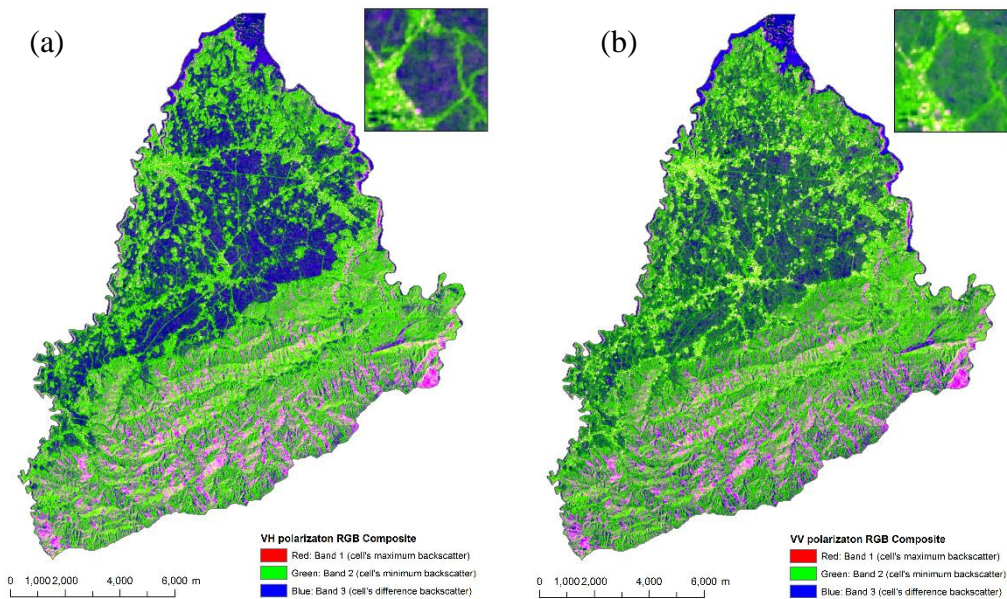 (a)
(b)
VH polarizaton RGB Composite
Red: Band 1 (cell's maximum backscatter)
Green: Band 2 (cell's minimum backscatter)
Blue: Band 3 (cell's difference backscatter)
0 1,000 2,000 4,000 6,000 m
VV polarizaton RGB Composite
Red: Band 1 (cell's maximum backscatter)
Green: Band 2 (cell's minimum backscatter)
Blue: Band 3 (cell's difference backscatter)
0 1,000 2,000 4,000 6,000 m